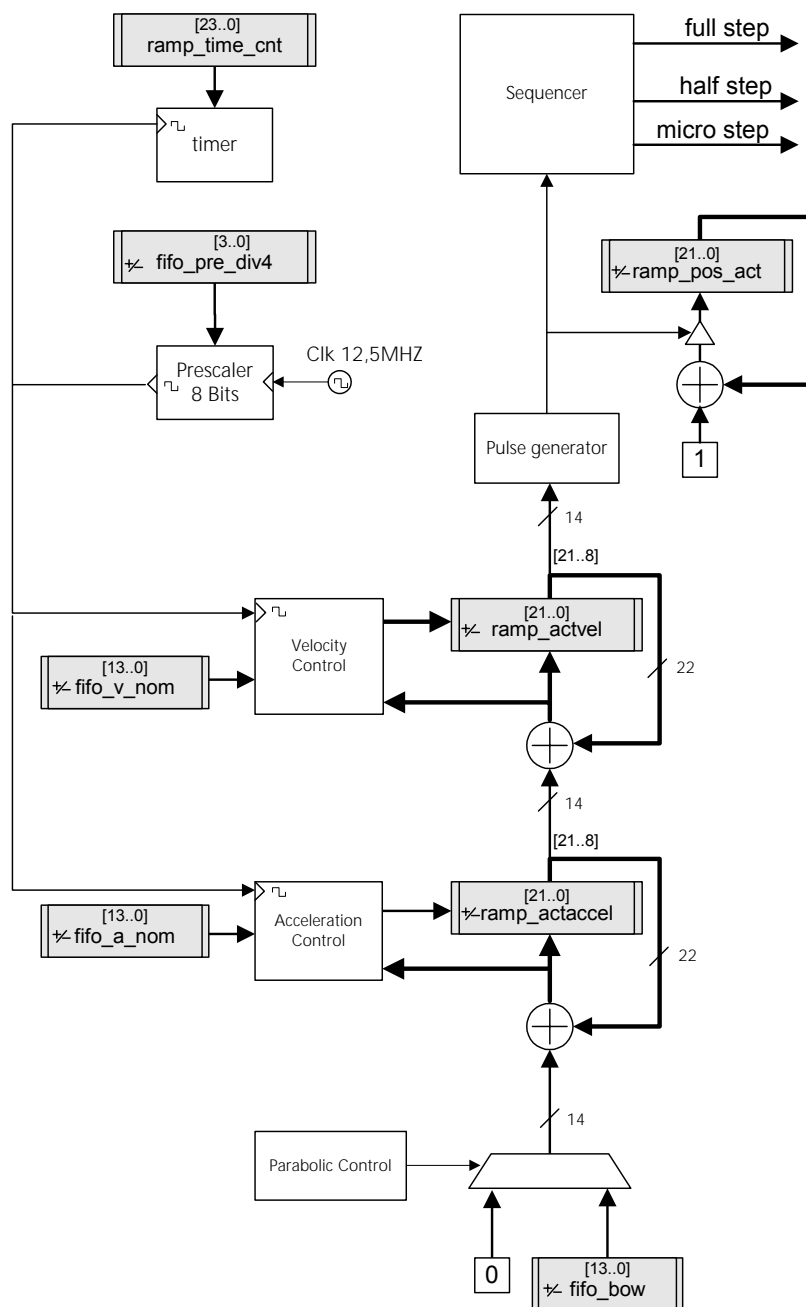 [23..0]
ramp_time_cnt
timer
full step
Sequencer
half step
micro step
[3..0]
+⁄- fifo_pre_div4
[21..0]
+⁄- ramp_pos_act
Prescaler
8 Bits
Clk 12,5MHZ
1
Pulse generator
14
[21..8]
[21..0]
+⁄- ramp_actvel
Velocity
Control
[13..0]
+⁄- fifo_v_nom
22
14
[21..8]
[21..0]
+⁄- ramp_actaccel
Acceleration
Control
[13..0]
+⁄- fifo_a_nom
22
14
Parabolic Control
0
[13..0]
+⁄- fifo_bow